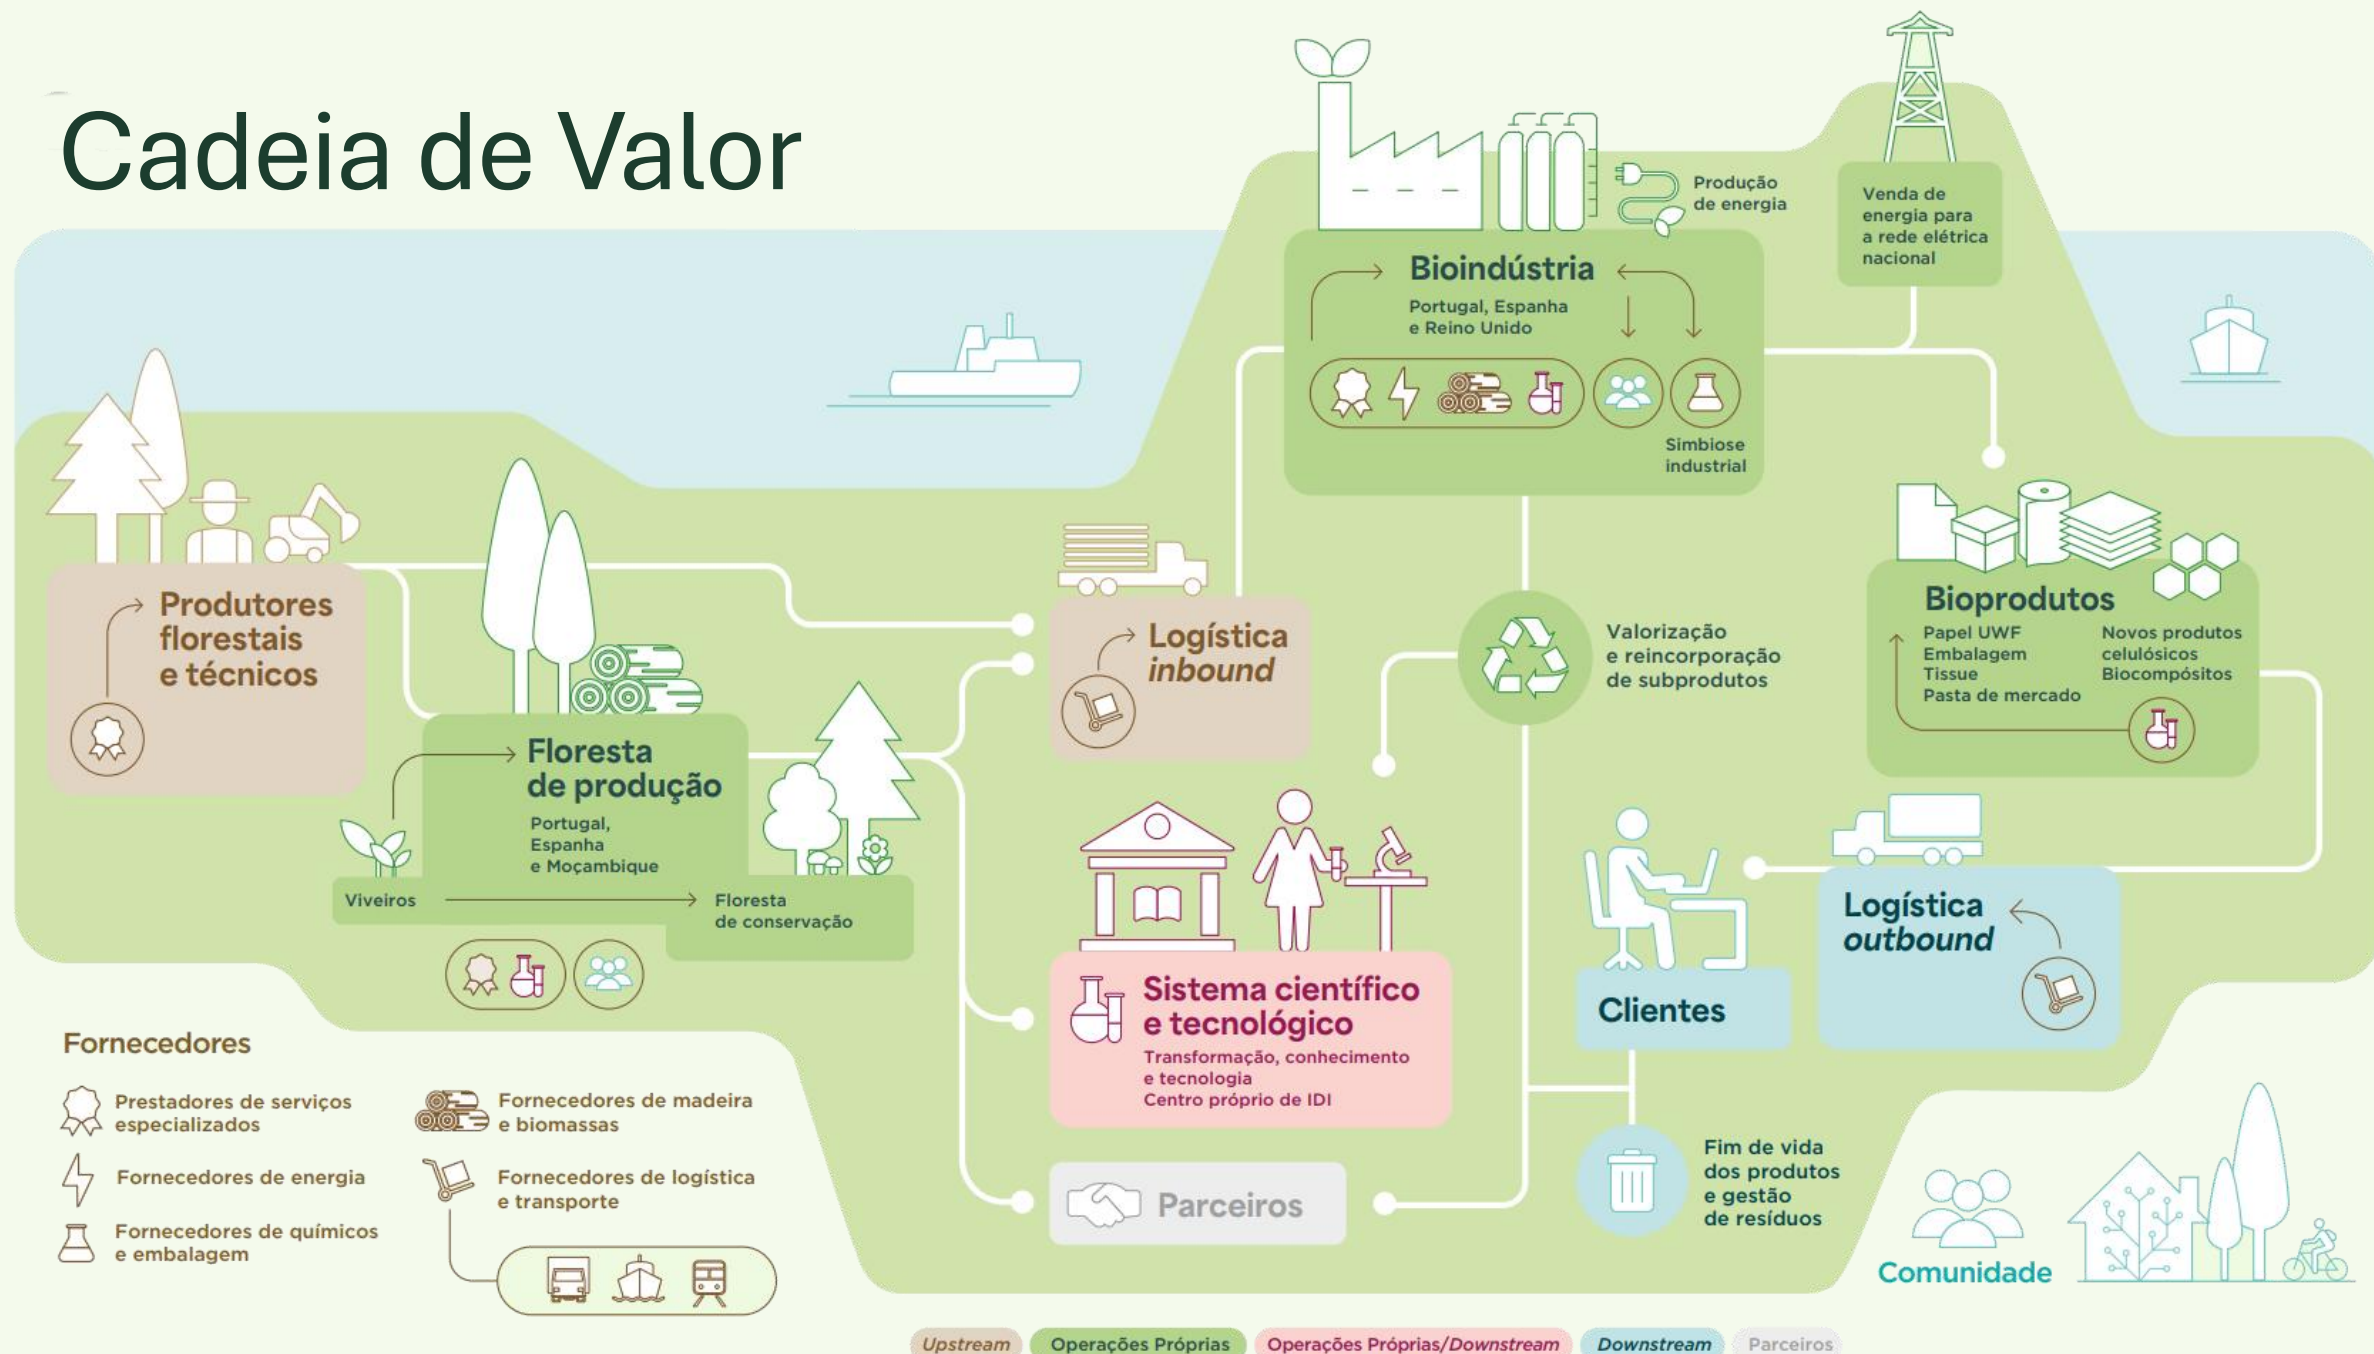 Cadeia de Valor
Produção
de energia
Venda de
energia para
a rede elétrica
nacional
Bioindústria
Portugal, Espanha
e Reino Unido
Simbiose
industrial
Produtores
florestais
e técnicos
Floresta
de produção
Portugal,
Espanha
e Moçambique
Viveiros
Floresta
de conservação
Logística
inbound
Valorização
e reincorporação
de subprodutos
Bioprodutos
Papel UWF
Embalagem
Tissue
Pasta de mercado
Novos produtos
celulósicos
Biocompósitos
Sistema científico
e tecnológico
Transformação, conhecimento
e tecnologia
Centro próprio de IDI
Clientes
Logística
outbound
Parceiros
Fim de vida
dos produtos
e gestão
de resíduos
Comunidade
Fornecedores
Prestadores de serviços
especializados
Fornecedores de energia
Fornecedores de químicos
e embalagem
Fornecedores de madeira
e biomassas
Fornecedores de logística
e transporte
Upstream
Operações Próprias
Operações Próprias/Downstream
Downstream
Parceiros